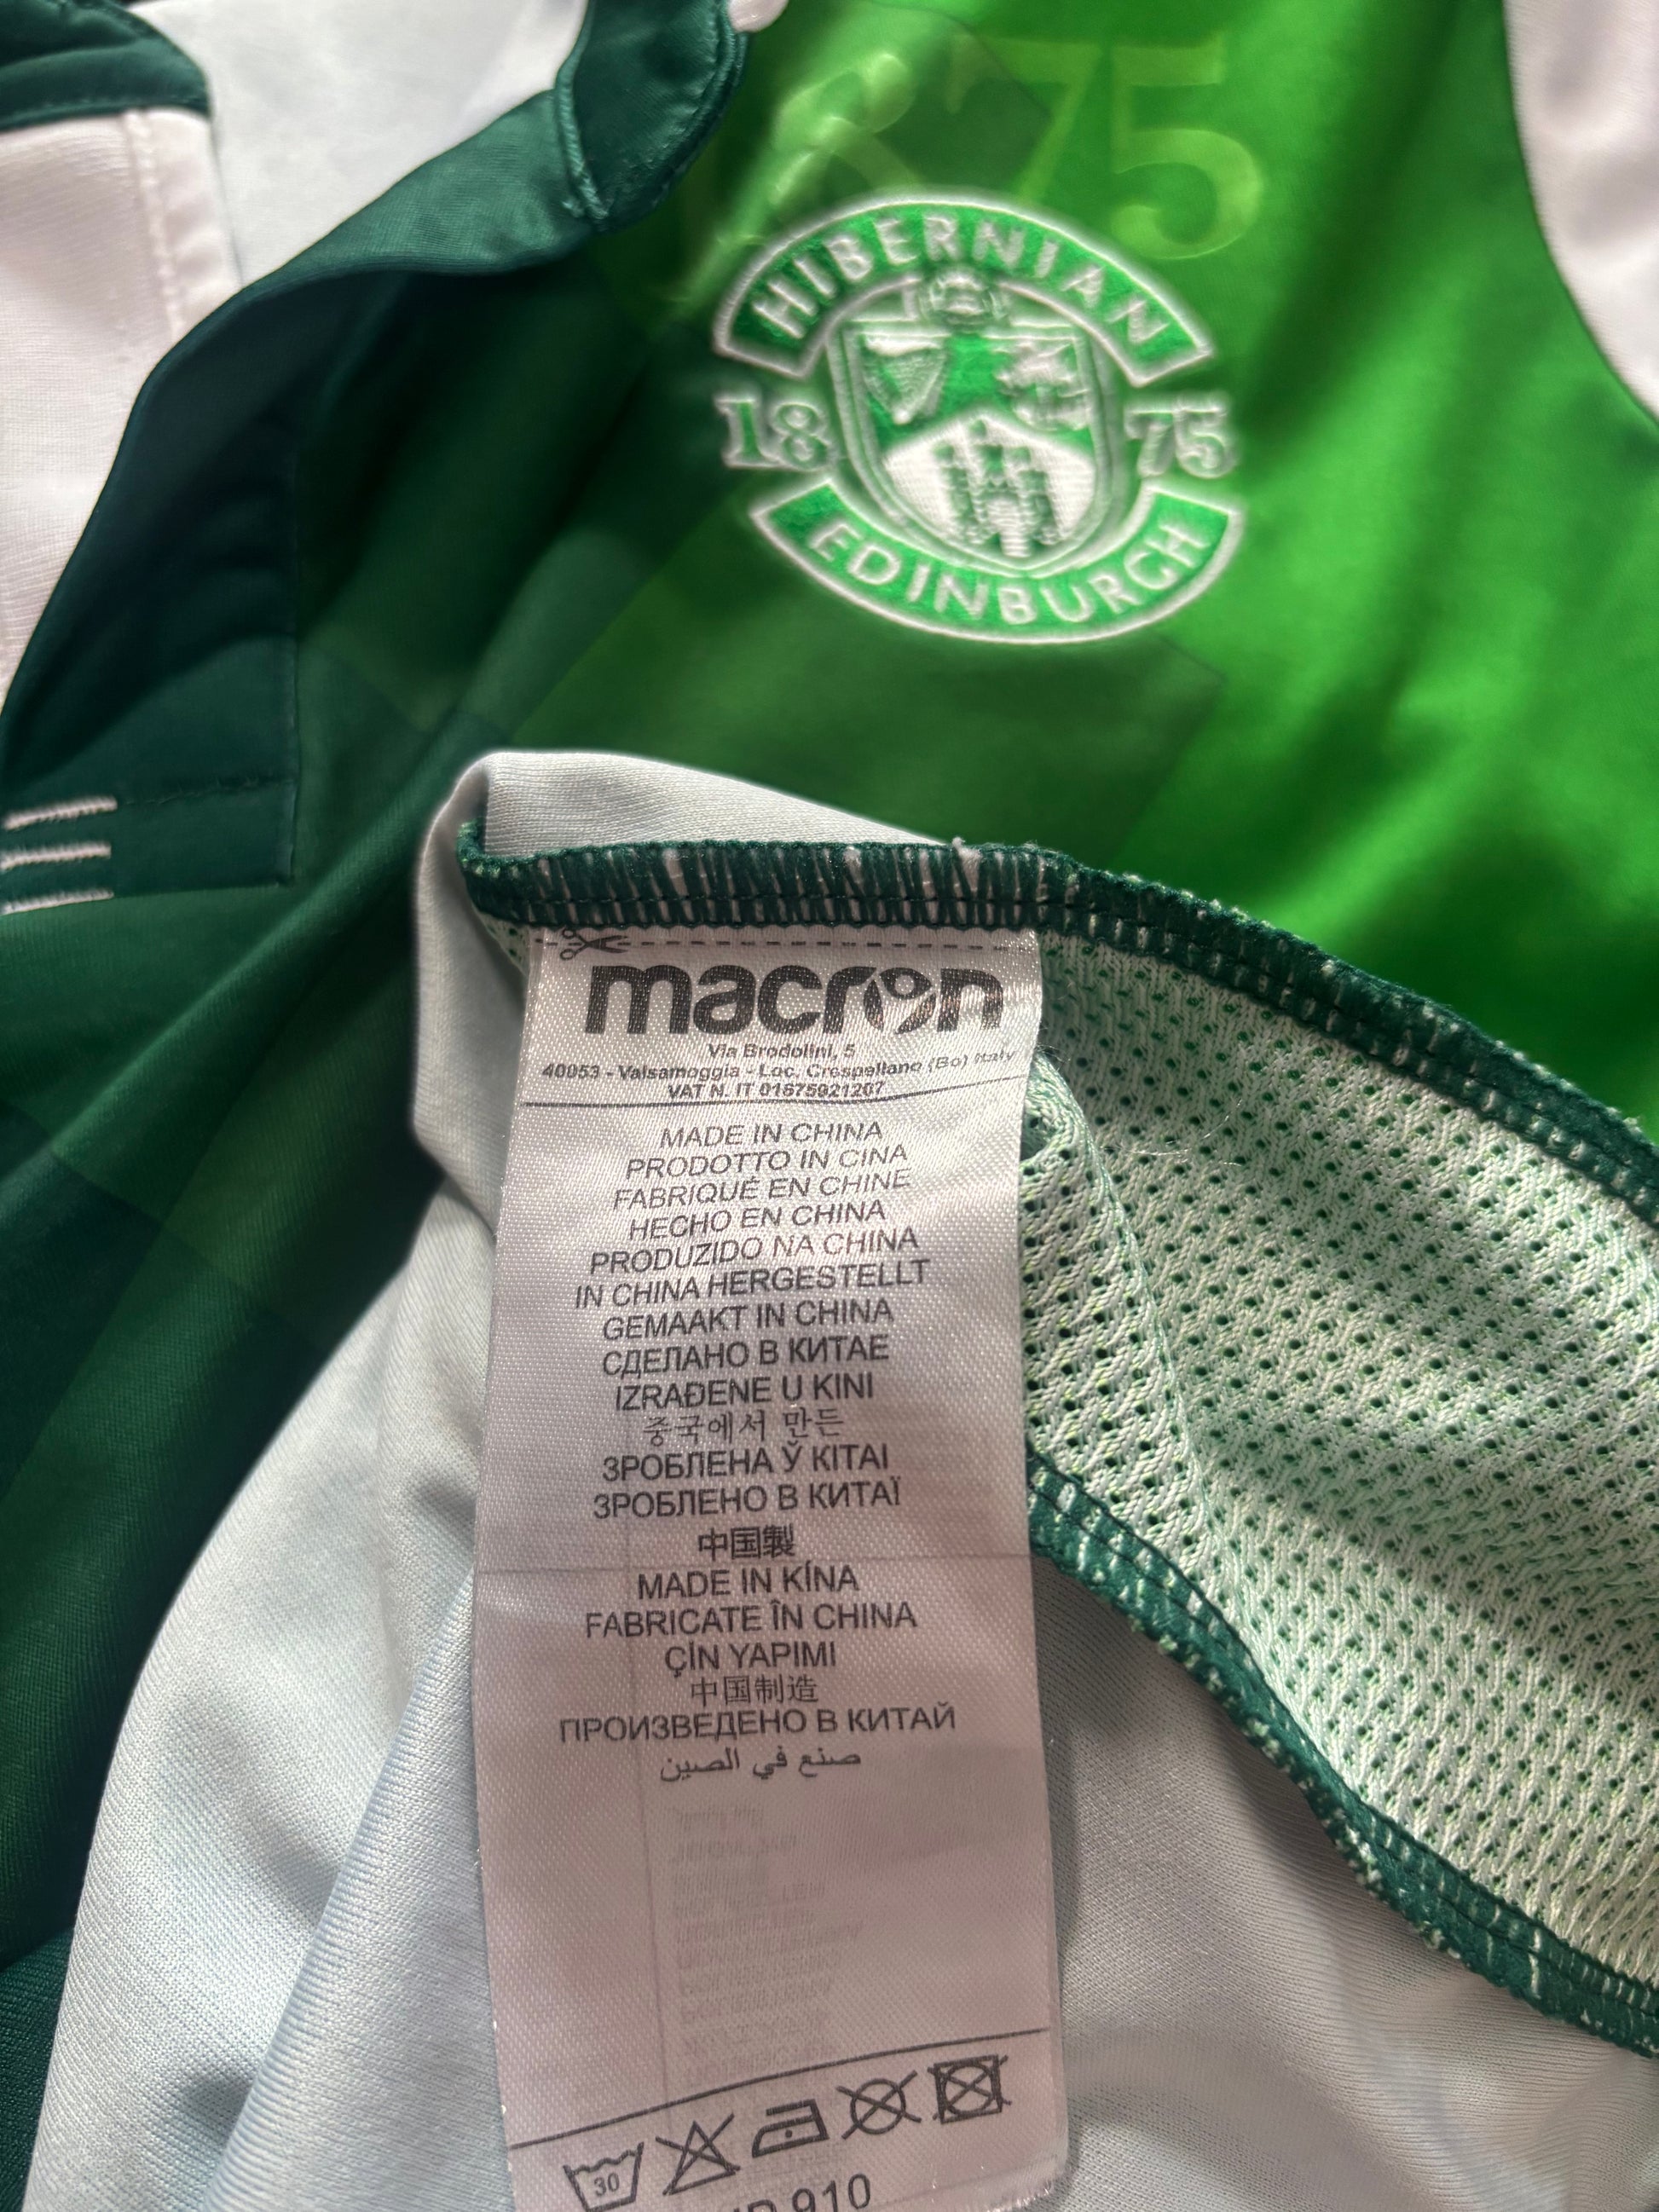 1875
HIBERNIAN
18 75
EDINBURGH
macron
Via Brodolini, 5
40053 - Valsamoggia - Loc. Crespellano (Bo) Italy
VAT N. IT 01675921207
MADE IN CHINA
PRODOTTO IN CINA
FABRIQUÉ EN CHINE
HECHO EN CHINA
PRODUZIDO NA CHINA
IN CHINA HERGESTELLT
GEMAAKT IN CHINA
СДЕЛАНО В КИТАЕ
IZRAĐENE U KINI
중국에서 만든
ЗРОБЛЕНА Ў КІТАІ
ЗРОБЛЕНО В КИТАЇ
中国製
MADE IN KÍNA
FABRICATE ÎN CHINA
ÇİN YAPIMI
中国制造
ПРОИЗВЕДЕНО В КИТАЙ
صنع في الصين
30
910